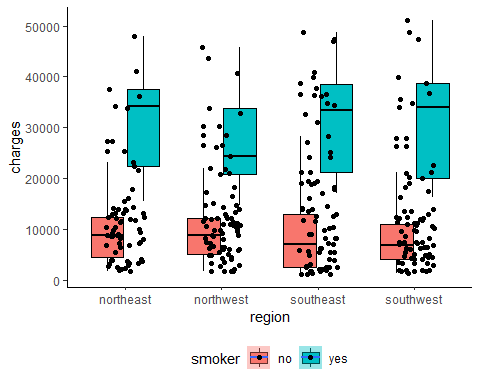 50000
40000
30000
20000
10000
0
charges
northeast northwest southeast southwest
region
smoker no yes